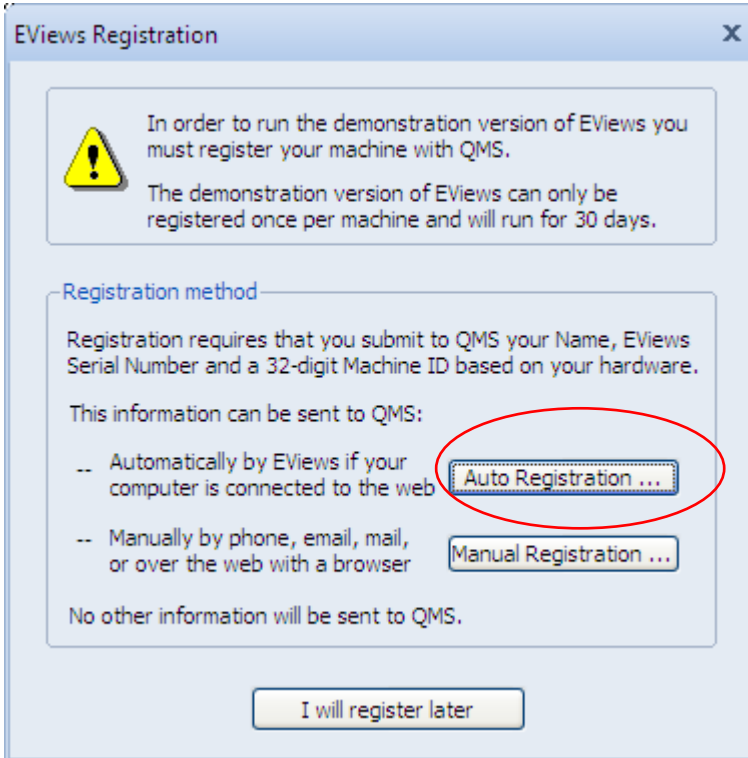 EViews Registration
In order to run the demonstration version of EViews you
must register your machine with QMS.
The demonstration version of EViews can only be
registered once per machine and will run for 30 days.
Registration method
Registration requires that you submit to QMS your Name, EViews
Serial Number and a 32-digit Machine ID based on your hardware.
This information can be sent to QMS:
-- Automatically by EViews if your
computer is connected to the web
Auto Registration ...
-- Manually by phone, email, mail,
or over the web with a browser
Manual Registration ...
No other information will be sent to QMS.
I will register later